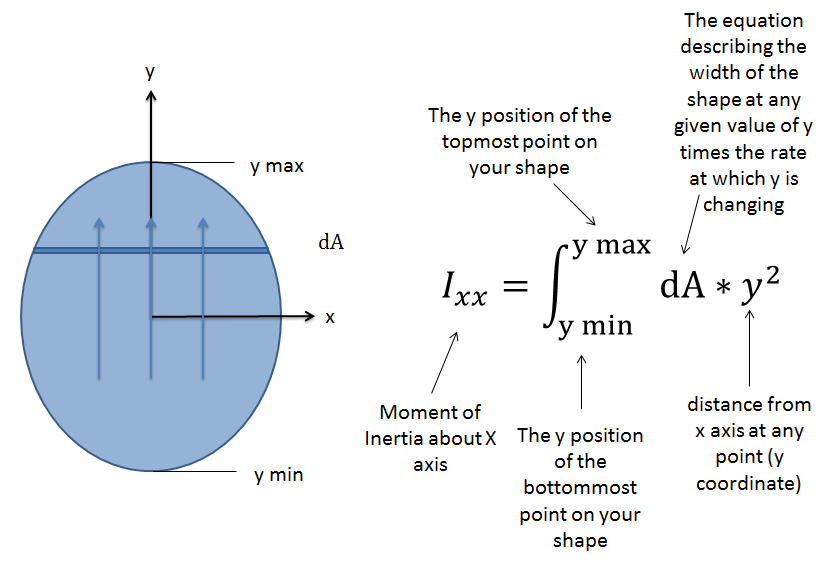 y
y max
dA
x
y min
The y position of the
topmost point on
your shape
The equation
describing the
width of the
shape at any
given value of y
times the rate
at which y is
changing
I_xx = ∫_{y min}^{y max} dA * y²
Moment of
Inertia about X
axis
The y position
of the
bottommost
point on your
shape
distance from
x axis at any
point (y
coordinate)